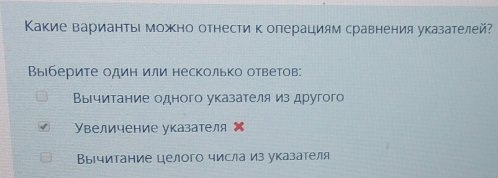 Какие варианты можно отнести к операциям сравнения указателей?
Выберите один или несколько ответов:
Вычитание одного указателя из другого
Увеличение указателя
Вычитание целого числа из указателя